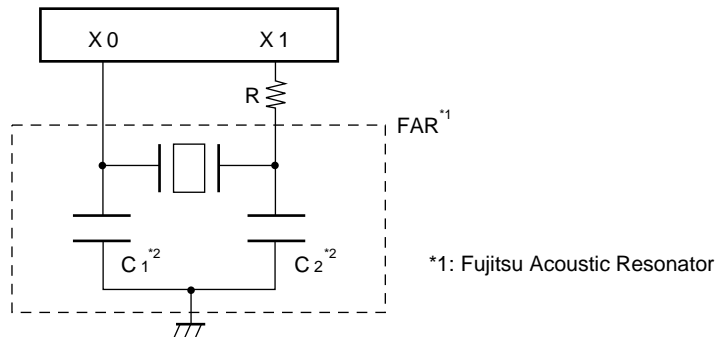 X0 X1
R
FAR*1
C1*2 C2*2
*1: Fujitsu Acoustic Resonator